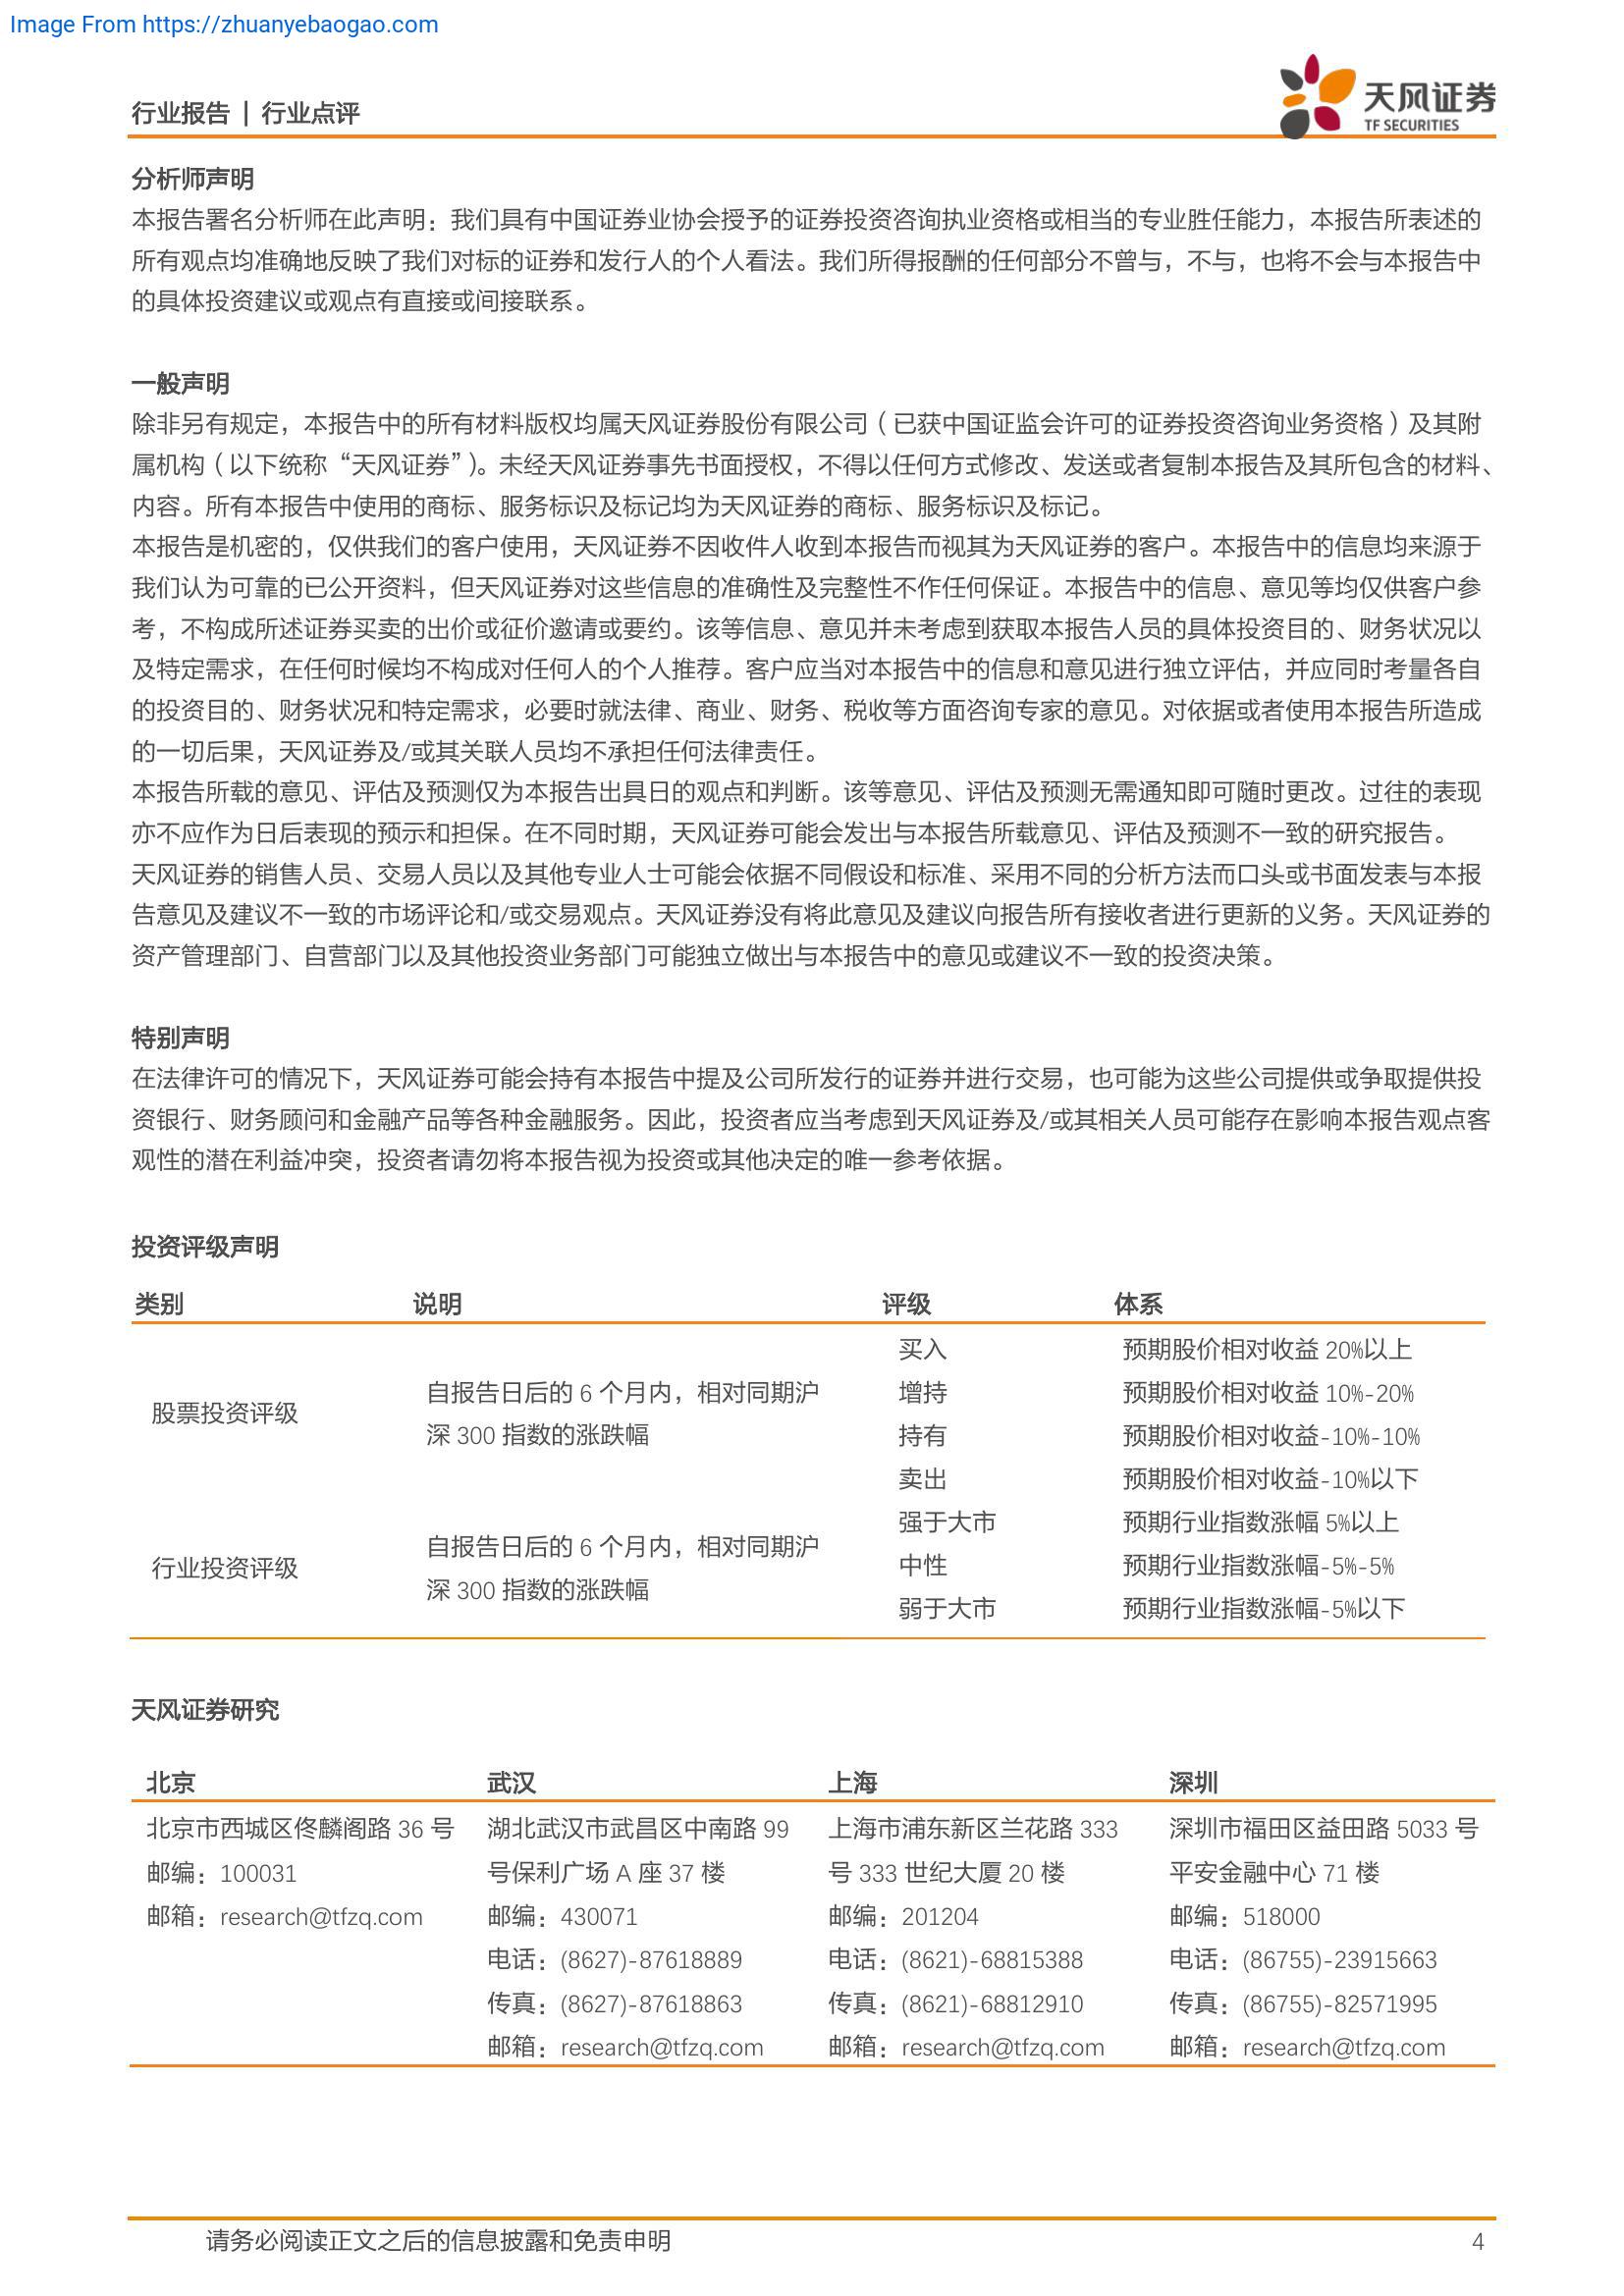 Image From https://zhuanyebaogao.com
行业报告 | 行业点评
天风证券
TF SECURITIES
分析师声明
本报告署名分析师在此声明：我们具有中国证券业协会授予的证券投资咨询执业资格或相当的专业胜任能力，本报告所表述的
所有观点均准确地反映了我们对标的证券和发行人的个人看法。我们所得报酬的任何部分不曾与，不与，也将不会与本报告中
的具体投资建议或观点有直接或间接联系。
一般声明
除非另有规定，本报告中的所有材料版权均属天风证券股份有限公司（已获中国证监会许可的证券投资咨询业务资格）及其附
属机构（以下统称“天风证券”）。未经天风证券事先书面授权，不得以任何方式修改、发送或者复制本报告及其所包含的材料、
内容。所有本报告中使用的商标、服务标识及标记均为天风证券的商标、服务标识及标记。
本报告是机密的，仅供我们的客户使用，天风证券不因收件人收到本报告而视其为天风证券的客户。本报告中的信息均来源于
我们认为可靠的已公开资料，但天风证券对这些信息的准确性及完整性不作任何保证。本报告中的信息、意见等均仅供客户参
考，不构成所述证券买卖的出价或征价邀请或要约。该等信息、意见并未考虑到获取本报告人员的具体投资目的、财务状况以
及特定需求，在任何时候均不构成对任何人的个人推荐。客户应当对本报告中的信息和意见进行独立评估，并应同时考量各自
的投资目的、财务状况和特定需求，必要时就法律、商业、财务、税收等方面咨询专家的意见。对依据或者使用本报告所造成
的一切后果，天风证券及/或其关联人员均不承担任何法律责任。
本报告所载的意见、评估及预测仅为本报告出具日的观点和判断。该等意见、评估及预测无需通知即可随时更改。过往的表现
亦不应作为日后表现的预示和担保。在不同时期，天风证券可能会发出与本报告所载意见、评估及预测不一致的研究报告。
天风证券的销售人员、交易人员以及其他专业人士可能会依据不同假设和标准、采用不同的分析方法而口头或书面发表与本报
告意见及建议不一致的市场评论和/或交易观点。天风证券没有将此意见及建议向报告所有接收者进行更新的义务。天风证券的
资产管理部门、自营部门以及其他投资业务部门可能独立做出与本报告中的意见或建议不一致的投资决策。
特别声明
在法律许可的情况下，天风证券可能会持有本报告中提及公司所发行的证券并进行交易，也可能为这些公司提供或争取提供投
资银行、财务顾问和金融产品等各种金融服务。因此，投资者应当考虑到天风证券及/或其相关人员可能存在影响本报告观点客
观性的潜在利益冲突，投资者请勿将本报告视为投资或其他决定的唯一参考依据。
投资评级声明
类别 说明 评级 体系
买入 预期股价相对收益 20%以上
股票投资评级 自报告日后的 6 个月内，相对同期沪 增持 预期股价相对收益 10%-20%
深 300 指数的涨跌幅 持有 预期股价相对收益-10%-10%
卖出 预期股价相对收益-10%以下
强于大市 预期行业指数涨幅 5%以上
行业投资评级 自报告日后的 6 个月内，相对同期沪 中性 预期行业指数涨幅-5%-5%
深 300 指数的涨跌幅 弱于大市 预期行业指数涨幅-5%以下
天风证券研究
北京 武汉 上海 深圳
北京市西城区佟麟阁路 36 号 湖北武汉市武昌区中南路 99 上海市浦东新区兰花路 333 深圳市福田区益田路 5033 号
邮编：100031 号保利广场 A 座 37 楼 号 333 世纪大厦 20 楼 平安金融中心 71 楼
邮箱：research@tfzq.com 邮编：430071 邮编：201204 邮编：518000
电话：(8627)-87618889 电话：(8621)-68815388 电话：(86755)-23915663
传真：(8627)-87618863 传真：(8621)-68812910 传真：(86755)-82571995
邮箱：research@tfzq.com 邮箱：research@tfzq.com 邮箱：research@tfzq.com
请务必阅读正文之后的信息披露和免责申明 4